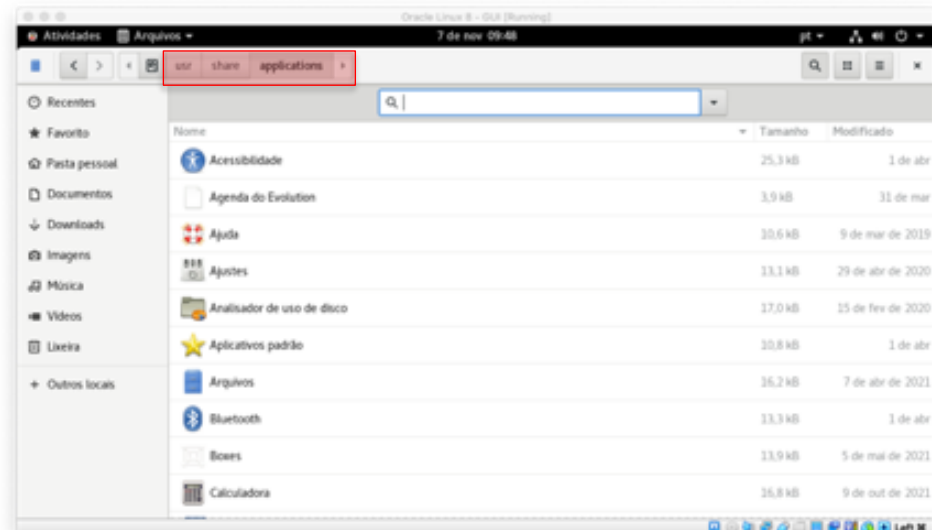 Oracle Linux 8 - GUI [Running]
Atividades Arquivos 7 de nov 09:48 pt
usr share applications
Recentes
Favorito
Pasta pessoal
Documentos
Downloads
Imagens
Música
Vídeos
Lixeira
+ Outros locais
Nome Tamanho Modificado
Acessibilidade 25,3 kB 1 de abr
Agenda do Evolution 3,9 kB 31 de mar
Ajuda 10,6 kB 9 de mar de 2019
Ajustes 13,1 kB 29 de abr de 2020
Analisador de uso de disco 17,0 kB 15 de fev de 2020
Aplicativos padrão 10,8 kB 1 de abr
Arquivos 16,2 kB 7 de abr de 2021
Bluetooth 13,3 kB 1 de abr
Boxes 13,9 kB 5 de mai de 2021
Calculadora 16,8 kB 9 de out de 2021
Left ⌘